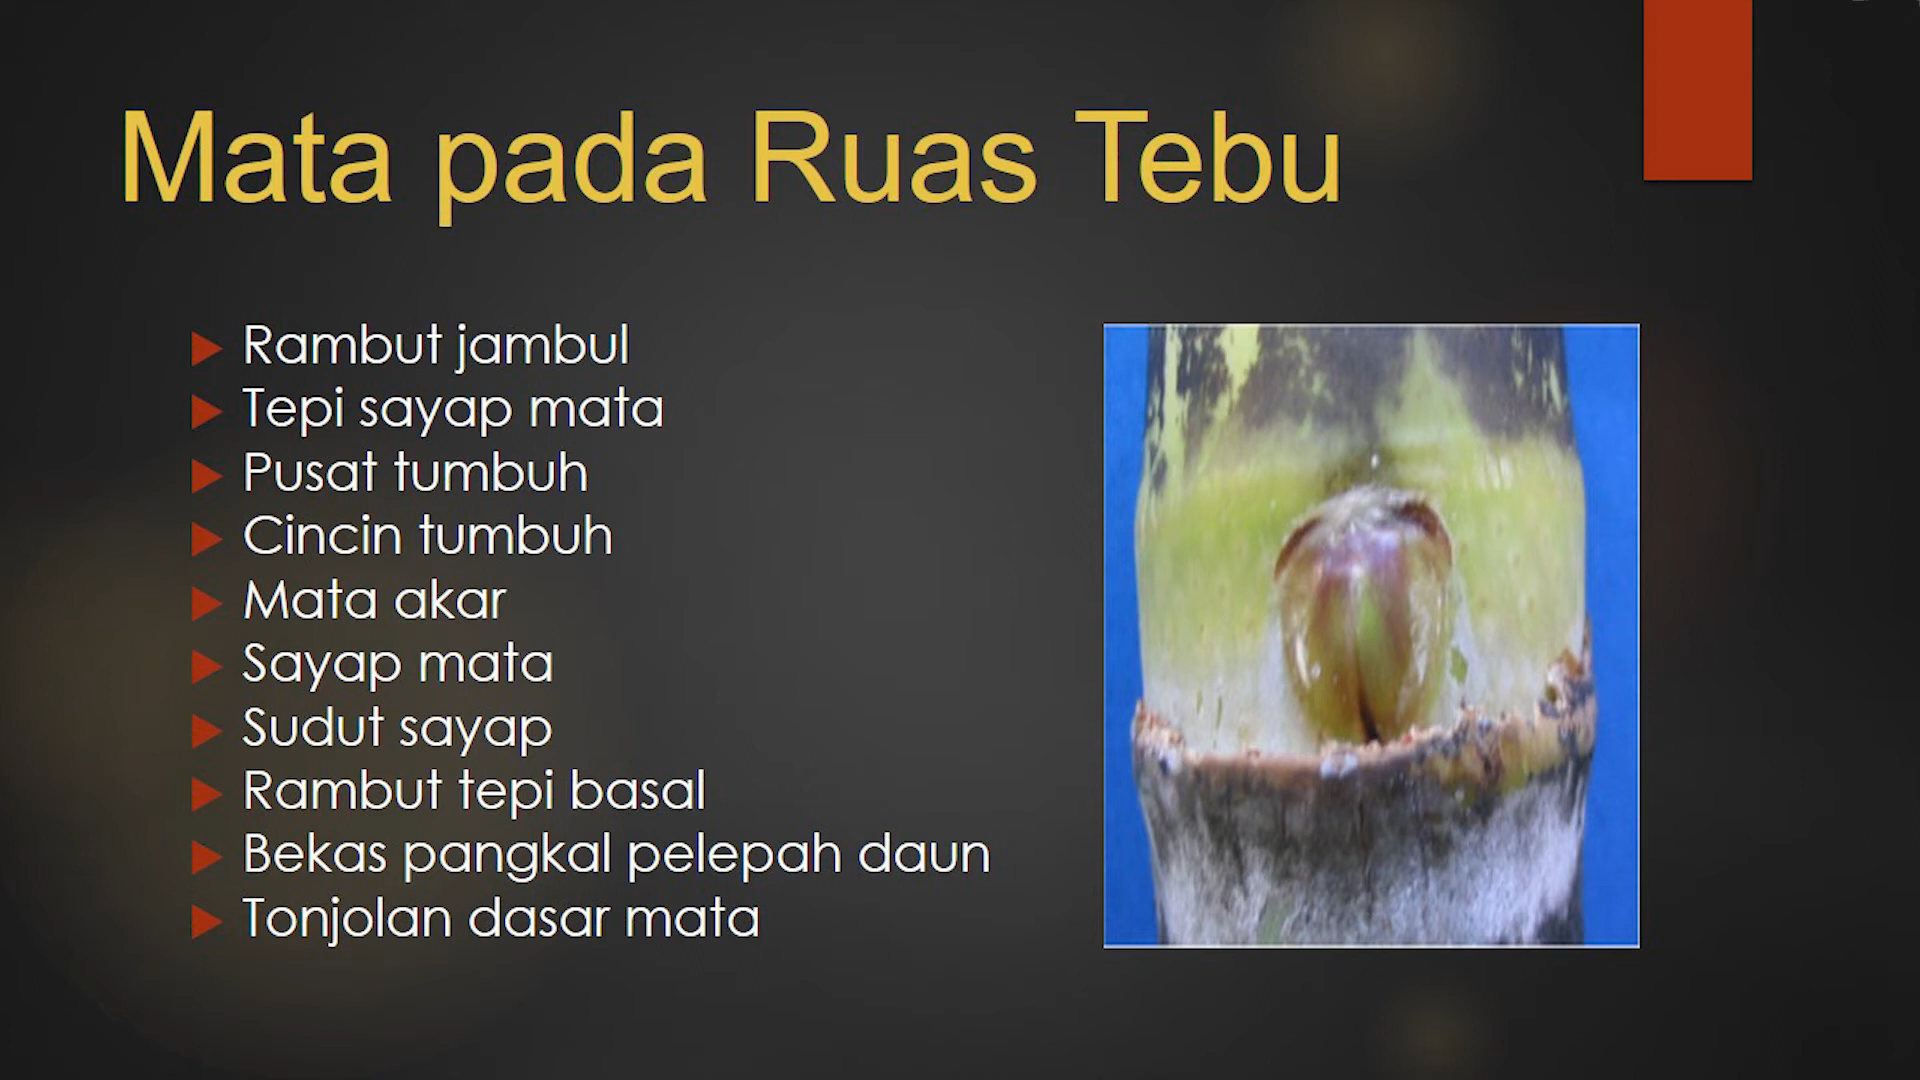 Mata pada Ruas Tebu
Rambut jambul
Tepi sayap mata
Pusat tumbuh
Cincin tumbuh
Mata akar
Sayap mata
Sudut sayap
Rambut tepi basal
Bekas pangkal pelepah daun
Tonjolan dasar mata